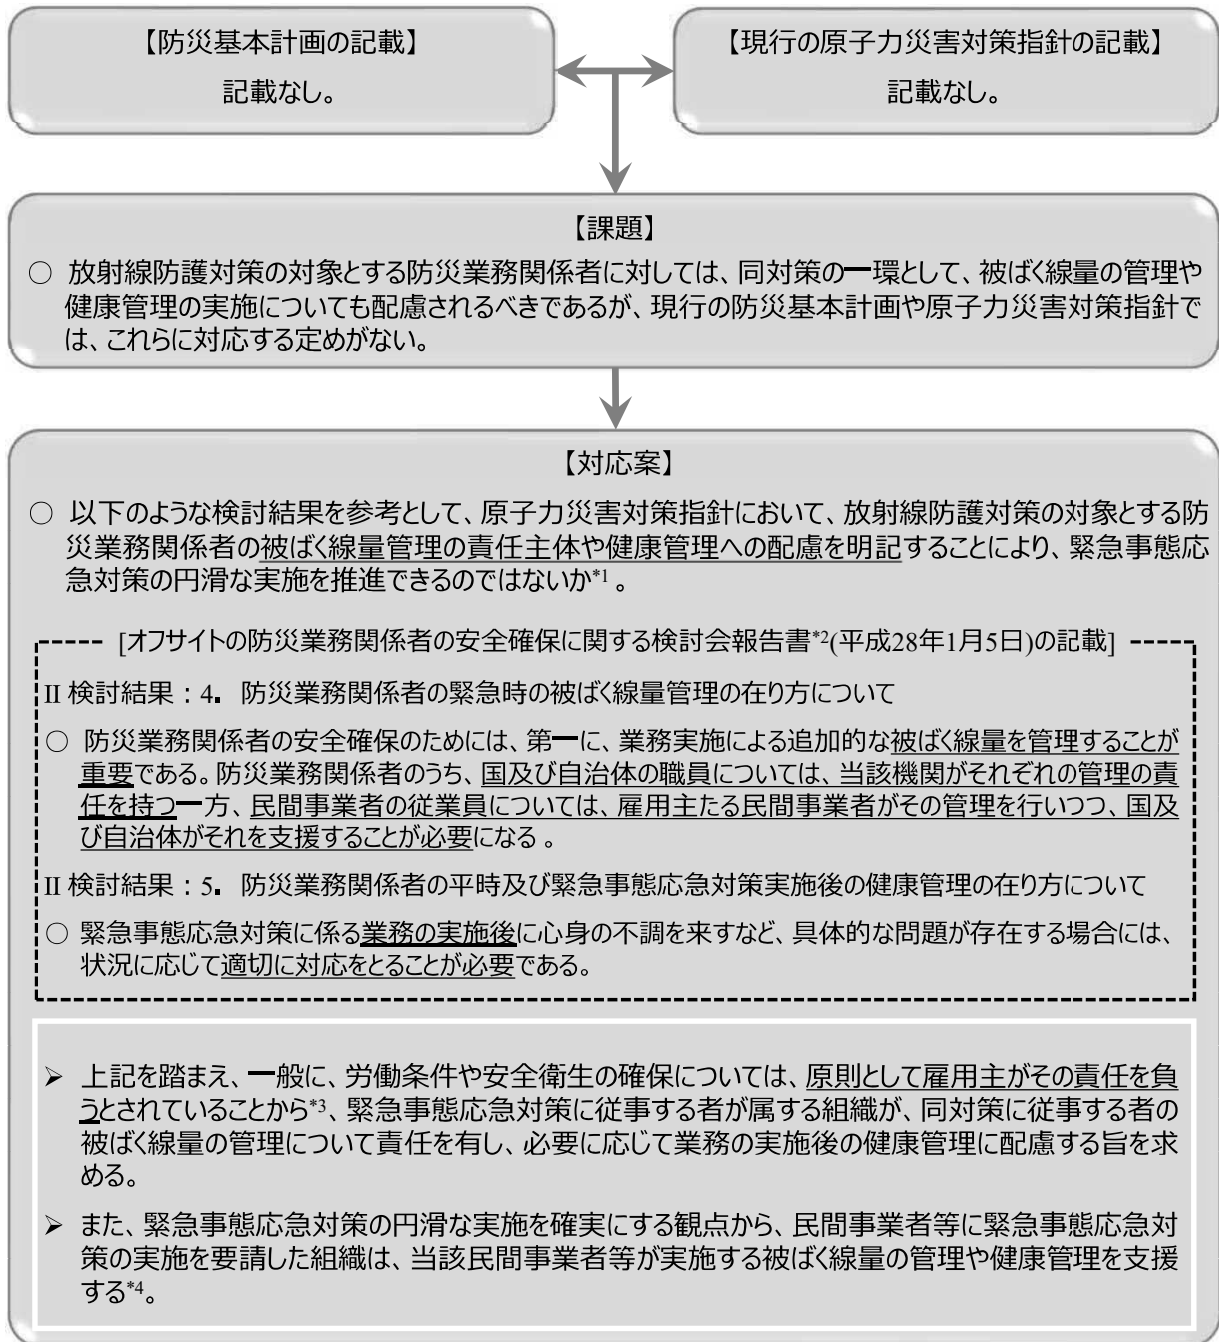 【防災基本計画の記載】
記載なし。
【現行の原子力災害対策指針の記載】
記載なし。
【課題】
○ 放射線防護対策の対象とする防災業務関係者に対しては、同対策の一環として、被ばく線量の管理や
健康管理の実施についても配慮されるべきであるが、現行の防災基本計画や原子力災害対策指針で
は、これらに対応する定めがない。
【対応案】
○ 以下のような検討結果を参考として、原子力災害対策指針において、放射線防護対策の対象とする防
災業務関係者の被ばく線量管理の責任主体や健康管理への配慮を明記することにより、緊急事態応
急対策の円滑な実施を推進できるのではないか*1 。
[オフサイトの防災業務関係者の安全確保に関する検討会報告書*2(平成28年1月5日)の記載]
II 検討結果：4. 防災業務関係者の緊急時の被ばく線量管理の在り方について
○ 防災業務関係者の安全確保のためには、第一に、業務実施による追加的な被ばく線量を管理することが
重要である。防災業務関係者のうち、国及び自治体の職員については、当該機関がそれぞれの管理の責
任を持つ一方、民間事業者の従業員については、雇用主たる民間事業者がその管理を行いつつ、国及
び自治体がそれを支援することが必要になる 。
II 検討結果：5. 防災業務関係者の平時及び緊急事態応急対策実施後の健康管理の在り方について
○ 緊急事態応急対策に係る業務の実施後に心身の不調を来すなど、具体的な問題が存在する場合には、
状況に応じて適切に対応をとることが必要である。
➢ 上記を踏まえ、一般に、労働条件や安全衛生の確保については、原則として雇用主がその責任を負
うとされていることから*3、緊急事態応急対策に従事する者が属する組織が、同対策に従事する者の
被ばく線量の管理について責任を有し、必要に応じて業務の実施後の健康管理に配慮する旨を求
める。
➢ また、緊急事態応急対策の円滑な実施を確実にする観点から、民間事業者等に緊急事態応急対
策の実施を要請した組織は、当該民間事業者等が実施する被ばく線量の管理や健康管理を支援
する*4。